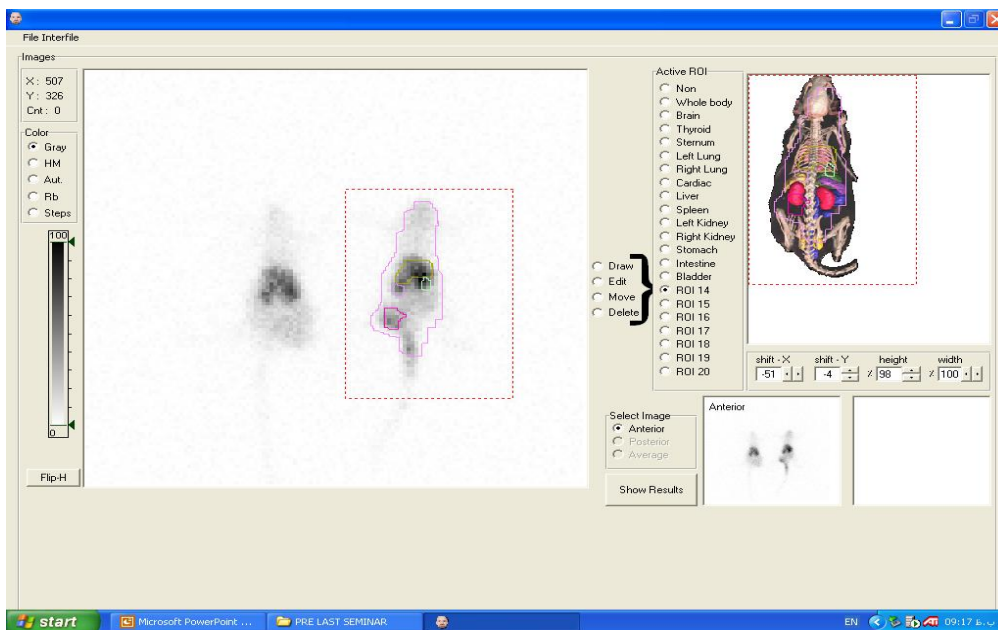 File Interfile
Images
X: 507
Y: 326
Cnt: 0
Color
Gray
HM
Aut.
Rb
Steps
100
0
Flip-H
Draw
Edit
Move
Delete
Active ROI
Non
Whole body
Brain
Thyroid
Sternum
Left Lung
Right Lung
Cardiac
Liver
Spleen
Left Kidney
Right Kidney
Stomach
Intestine
Bladder
ROI 14
ROI 15
ROI 16
ROI 17
ROI 18
ROI 19
ROI 20
shift - X shift - Y height width
-51 -4 % 98 % 100
Select Image
Anterior
Posterior
Average
Show Results
Anterior
start Microsoft PowerPoint ... PRE LAST SEMINAR EN 09:17 ب.ظ